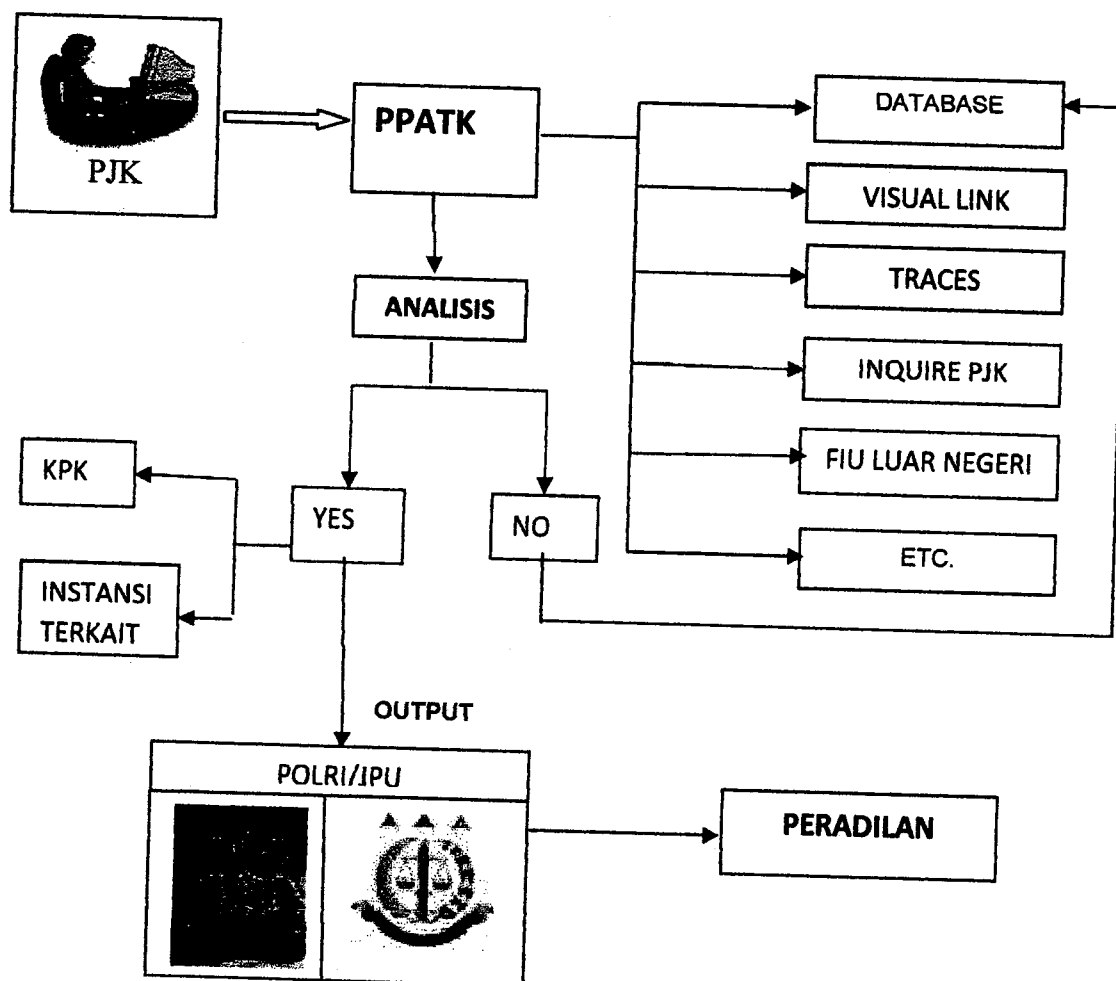 PJK
PPATK
DATABASE
VISUAL LINK
TRACES
INQUIRE PJK
FIU LUAR NEGERI
ETC.
ANALISIS
YES
NO
KPK
INSTANSI
TERKAIT
OUTPUT
POLRI/JPU
PERADILAN